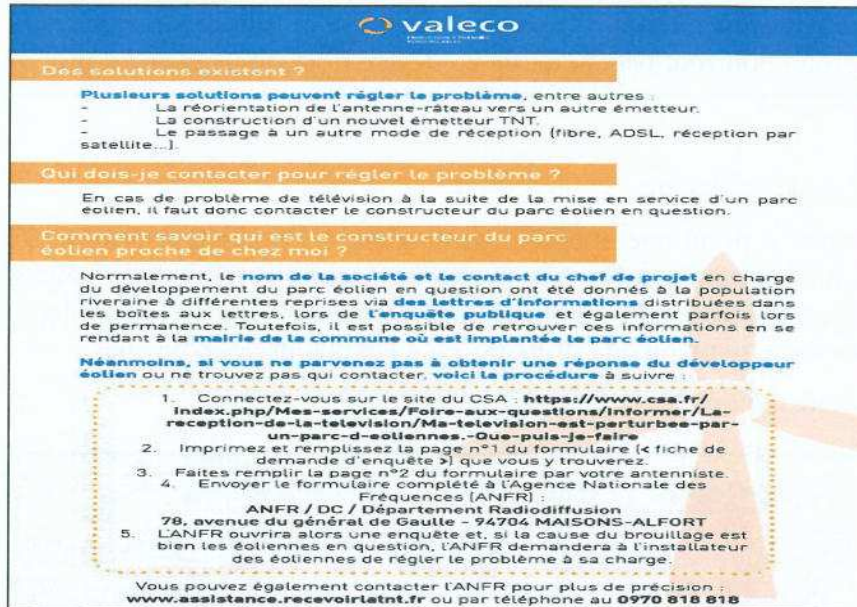 valeco
Des solutions existent ?
Plusieurs solutions peuvent régler le problème, entre autres :
- La réorientation de l'antenne-râteau vers un autre émetteur.
- La construction d'un nouvel émetteur TNT.
- Le passage à un autre mode de réception (fibre, ADSL, réception par
satellite...).
Qui dois-je contacter pour régler le problème ?
En cas de problème de télévision à la suite de la mise en service d'un parc
éolien, il faut donc contacter le constructeur du parc éolien en question.
Comment savoir qui est le constructeur du parc
éolien proche de chez moi ?
Normalement, le nom de la société et le contact du chef de projet en charge
du développement du parc éolien en question ont été donnés à la population
riveraine à différentes reprises via des lettres d'informations distribuées dans
les boîtes aux lettres, lors de l'enquête publique et également parfois lors
de permanence. Toutefois, il est possible de retrouver ces informations en se
rendant à la mairie de la commune où est implantée le parc éolien.
Néanmoins, si vous ne parvenez pas à obtenir une réponse du développeur
éolien ou ne trouvez pas qui contacter, voici la procédure à suivre :
1. Connectez-vous sur le site du CSA : https://www.csa.fr/
index.php/Mes-services/Foire-aux-questions/Informer/La-
reception-de-la-television/Ma-television-est-perturbee-par-
un-parc-d-eoliennes.-Que-puis-je-faire
2. Imprimez et remplissez la page n°1 du formulaire (« fiche de
demande d'enquête ») que vous y trouverez.
3. Faites remplir la page n°2 du formulaire par votre antenniste.
4. Envoyer le formulaire complété à l'Agence Nationale des
Fréquences (ANFR) :
ANFR / DC / Département Radiodiffusion
78, avenue du général de Gaulle - 94704 MAISONS-ALFORT
5. L'ANFR ouvrira alors une enquête et, si la cause du brouillage est
bien les éoliennes en question, l'ANFR demandera à l'installateur
des éoliennes de régler le problème à sa charge.
Vous pouvez également contacter l'ANFR pour plus de précision :
www.assistance.recevoirlatnt.fr ou par téléphone au 0970 818 818